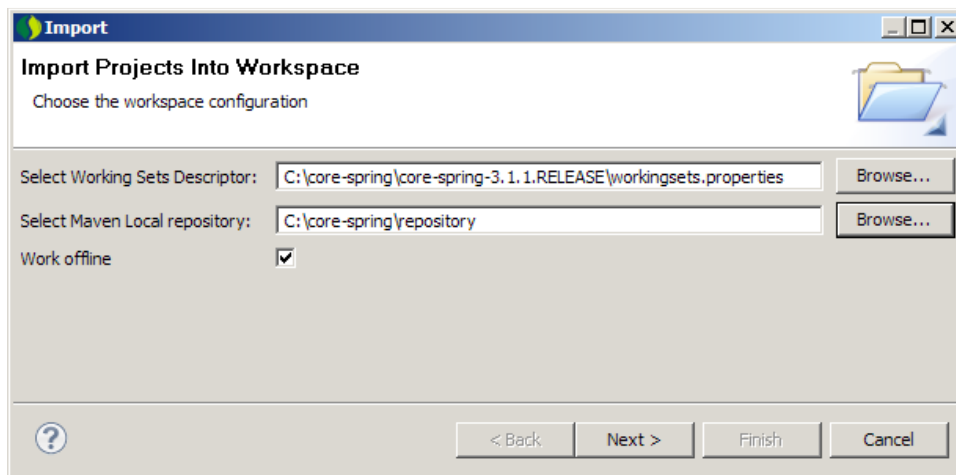 Import
Import Projects Into Workspace
Choose the workspace configuration
Select Working Sets Descriptor: C:\core-spring\core-spring-3.1.1.RELEASE\workingsets.properties Browse...
Select Maven Local repository: C:\core-spring\repository Browse...
Work offline
? < Back Next > Finish Cancel